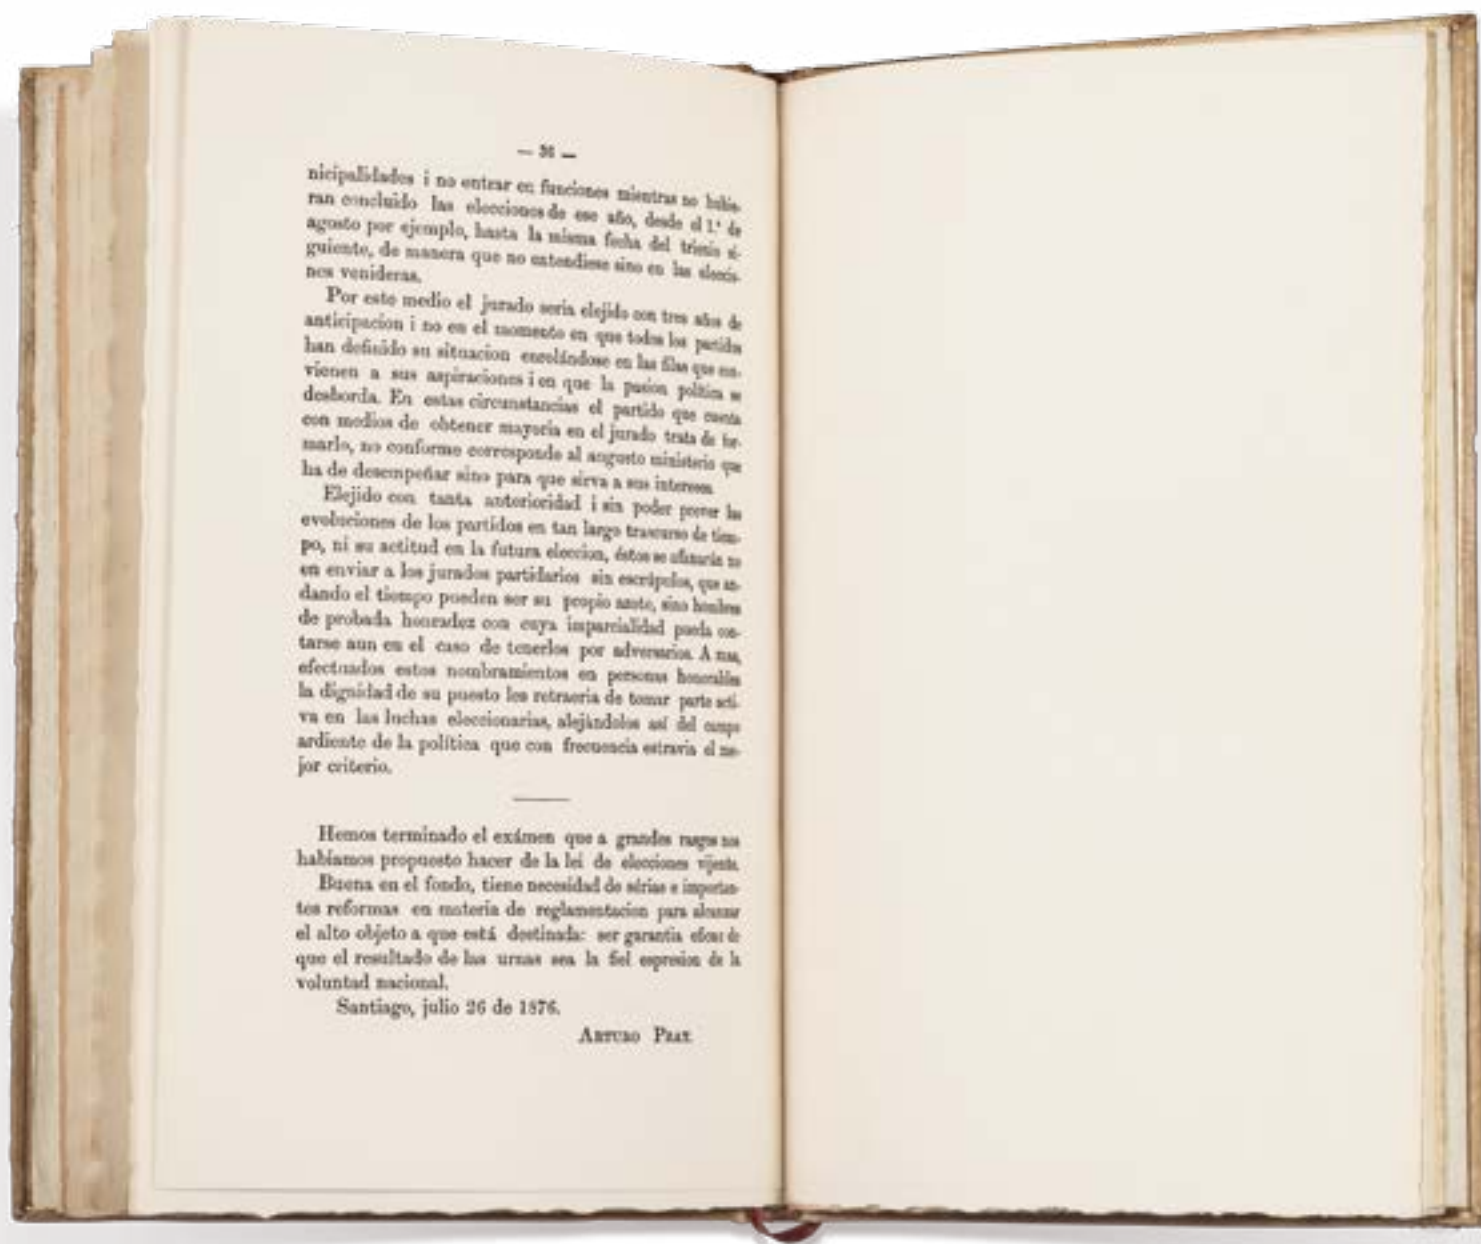 — 36 —
nicipalidades i no entrar en funciones mientras no hubie-
ran concluido las elecciones de ese año, desde el 1.° de
agosto por ejemplo, hasta la misma fecha del trienio si-
guiente, de manera que no entendiese sino en las eleccio-
nes venideras.
Por este medio el jurado seria elejido con tres años de
anticipacion i no en el momento en que todos los partidos
han definido su situacion enrolándose en las filas que con-
vienen a sus aspiraciones i en que la pasion política se
desborda. En estas circunstancias el partido que cuenta
con medios de obtener mayoría en el jurado trata de for-
marlo, no conforme corresponde al augusto ministerio que
ha de desempeñar sino para que sirva a sus intereses.
Elejido con tanta anterioridad i sin poder prever las
evoluciones de los partidos en tan largo trascurso de tiem-
po, ni su actitud en la futura eleccion, éstos se afanarán no
en enviar a los jurados partidarios sin escrúpulos, que an-
dando el tiempo pueden ser su propio azote, sino hombres
de probada honradez con cuya imparcialidad pueda con-
tarse aun en el caso de tenerlos por adversarios. A mas,
efectuados estos nombramientos en personas honorables
la dignidad de su puesto les retraeria de tomar parte acti-
va en las luchas eleccionarias, alejándolos así del campo
ardiente de la política que con frecuencia estravia el me-
jor criterio.
Hemos terminado el exámen que a grandes rasgos nos
habíamos propuesto hacer de la lei de elecciones vijente.
Buena en el fondo, tiene necesidad de sérias e importan-
tes reformas en materia de reglamentacion para alcanzar
el alto objeto a que está destinada: ser garantia eficaz de
que el resultado de las urnas sea la fiel espresion de la
voluntad nacional.
Santiago, julio 26 de 1876.
ARTURO PRAT